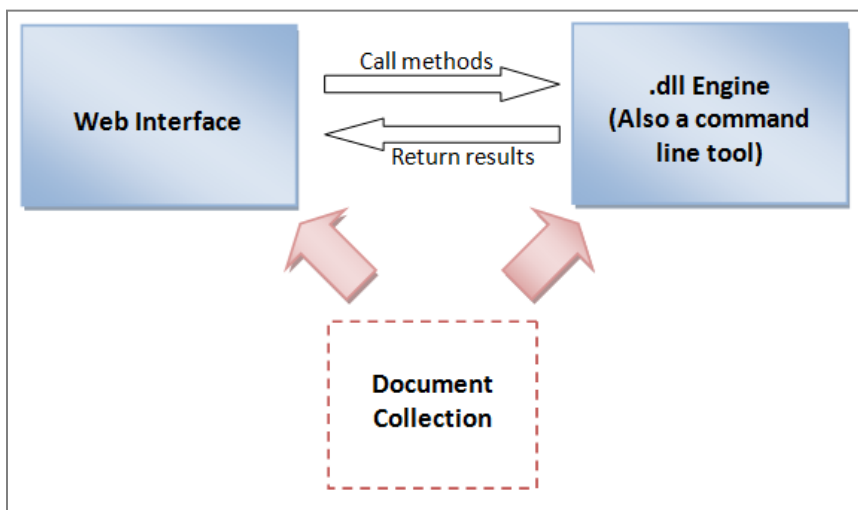 Call methods
Web Interface
.dll Engine
(Also a command
line tool)
Return results
Document
Collection